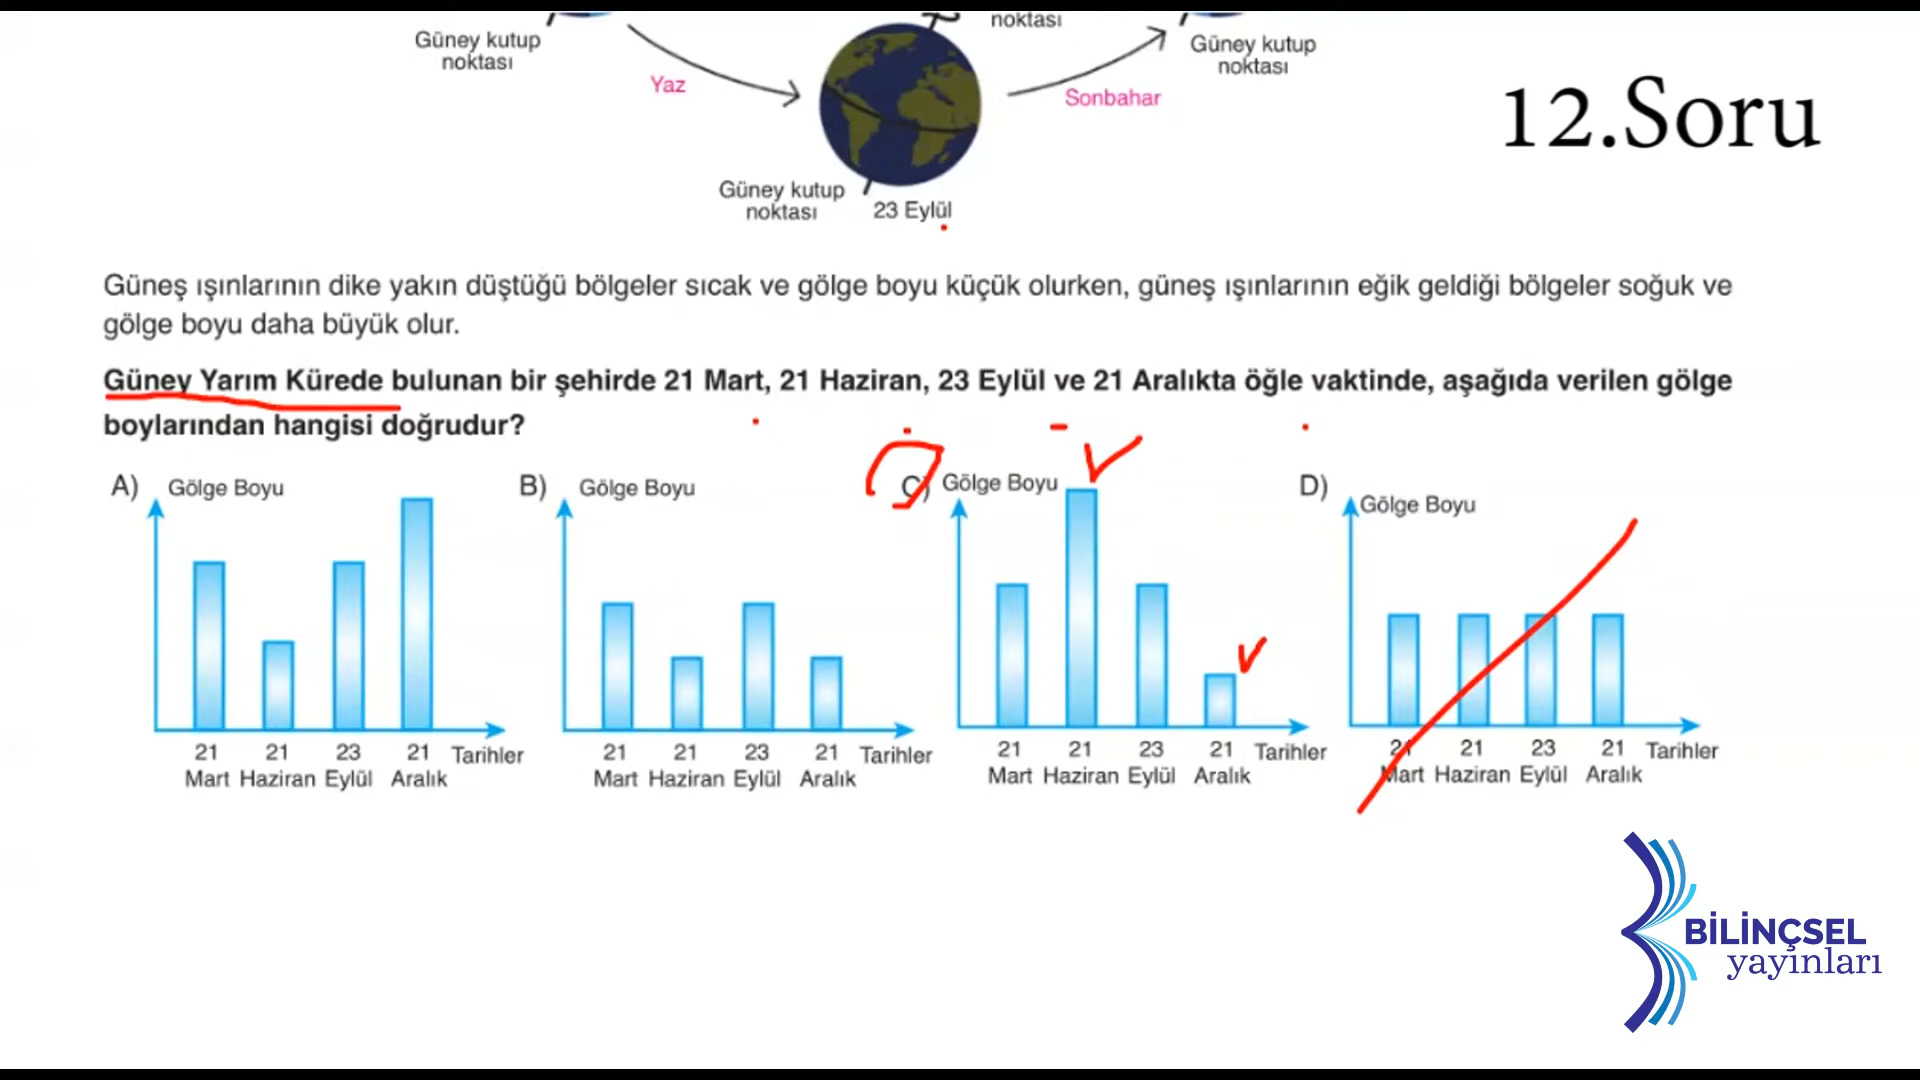 noktası
Güney kutup
noktası
Güney kutup
noktası
Yaz
Sonbahar
12.Soru
Güney kutup
noktası
23 Eylül
Güneş ışınlarının dike yakın düştüğü bölgeler sıcak ve gölge boyu küçük olurken, güneş ışınlarının eğik geldiği bölgeler soğuk ve
gölge boyu daha büyük olur.
Güney Yarım Kürede bulunan bir şehirde 21 Mart, 21 Haziran, 23 Eylül ve 21 Aralıkta öğle vaktinde, aşağıda verilen gölge
boylarından hangisi doğrudur?
A) Gölge Boyu
21 21 23 21 Tarihler
Mart Haziran Eylül Aralık
B) Gölge Boyu
21 21 23 21 Tarihler
Mart Haziran Eylül Aralık
C) Gölge Boyu
21 21 23 21 Tarihler
Mart Haziran Eylül Aralık
D) Gölge Boyu
21 21 23 21 Tarihler
Mart Haziran Eylül Aralık
BİLİNÇSEL
yayınları